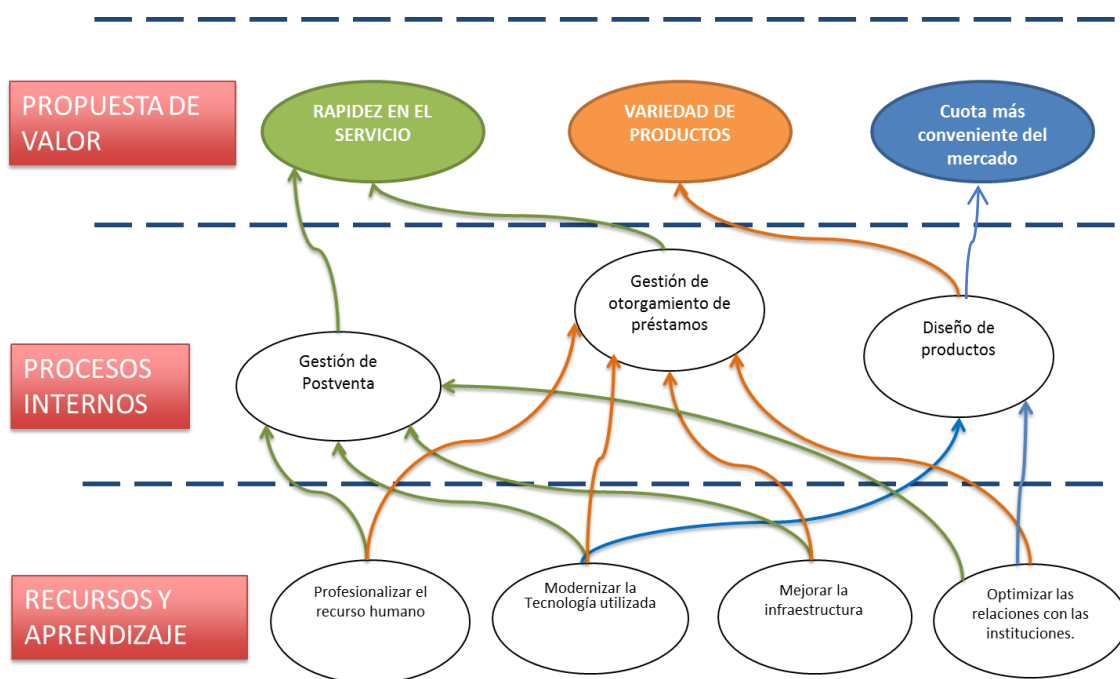 PROPUESTA DE
VALOR
RAPIDEZ EN EL
SERVICIO
VARIEDAD DE
PRODUCTOS
Cuota más
conveniente del
mercado
PROCESOS
INTERNOS
Gestión de
Postventa
Gestión de
otorgamiento de
préstamos
Diseño de
productos
RECURSOS Y
APRENDIZAJE
Profesionalizar el
recurso humano
Modernizar la
Tecnología utilizada
Mejorar la
infraestructura
Optimizar las
relaciones con las
instituciones.